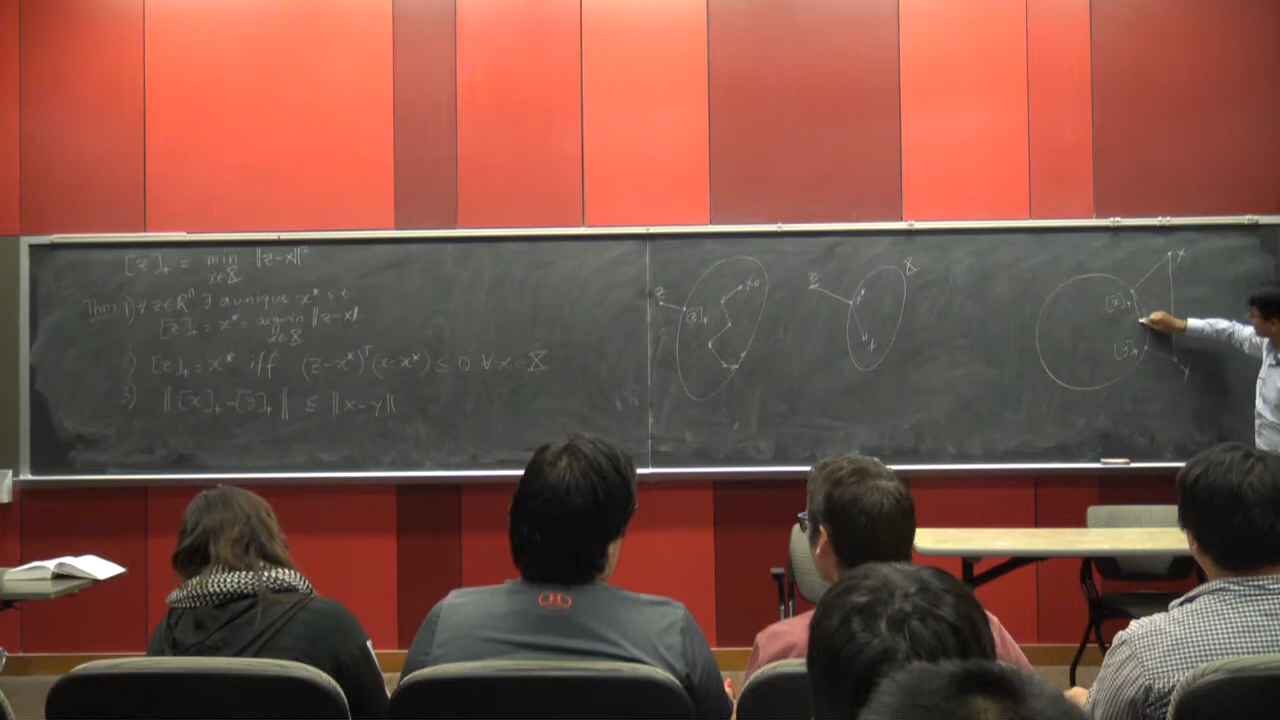 [z]₊ = min ‖z-x‖²
x∈X
Thm 1) ∀ z∈ℝⁿ ∃ a unique x* s.t
[z]₊ = x* = argmin ‖z-x‖
x∈X
2) [z]₊ = x* iff (z-x*)ᵀ(x-x*) ≤ 0 ∀x∈X
3) ‖[x]₊-[y]₊‖ ≤ ‖x-y‖
z
[z]₊
x₀
z
X
x
[x]₊
[y]₊
y